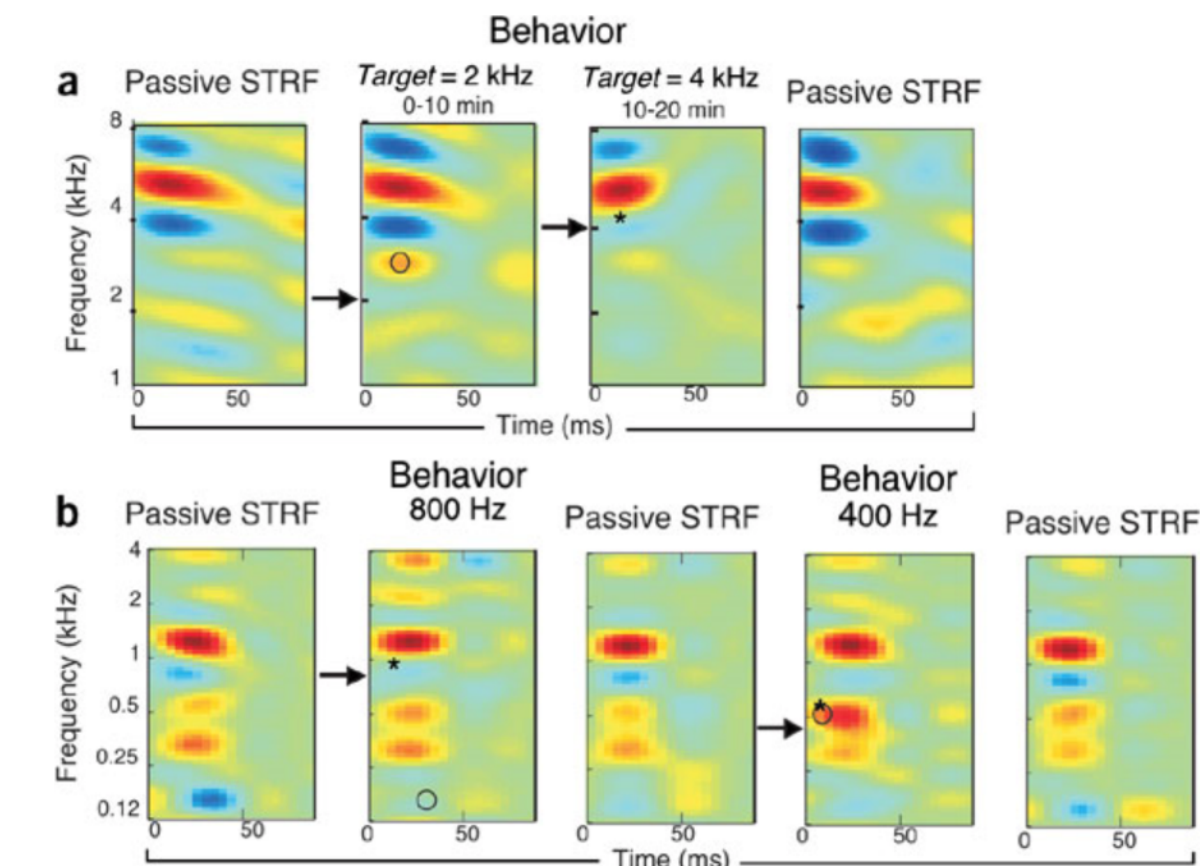 Behavior
a Passive STRF Target = 2 kHz Target = 4 kHz Passive STRF
0-10 min 10-20 min
Frequency (kHz)
8
4
2
1
0 50 0 50 0 50 0 50
Time (ms)
Behavior Behavior
b Passive STRF 800 Hz Passive STRF 400 Hz Passive STRF
Frequency (kHz)
4
2
1
0.5
0.25
0.12
0 50 0 50 0 50 0 50 0 50
Time (ms)